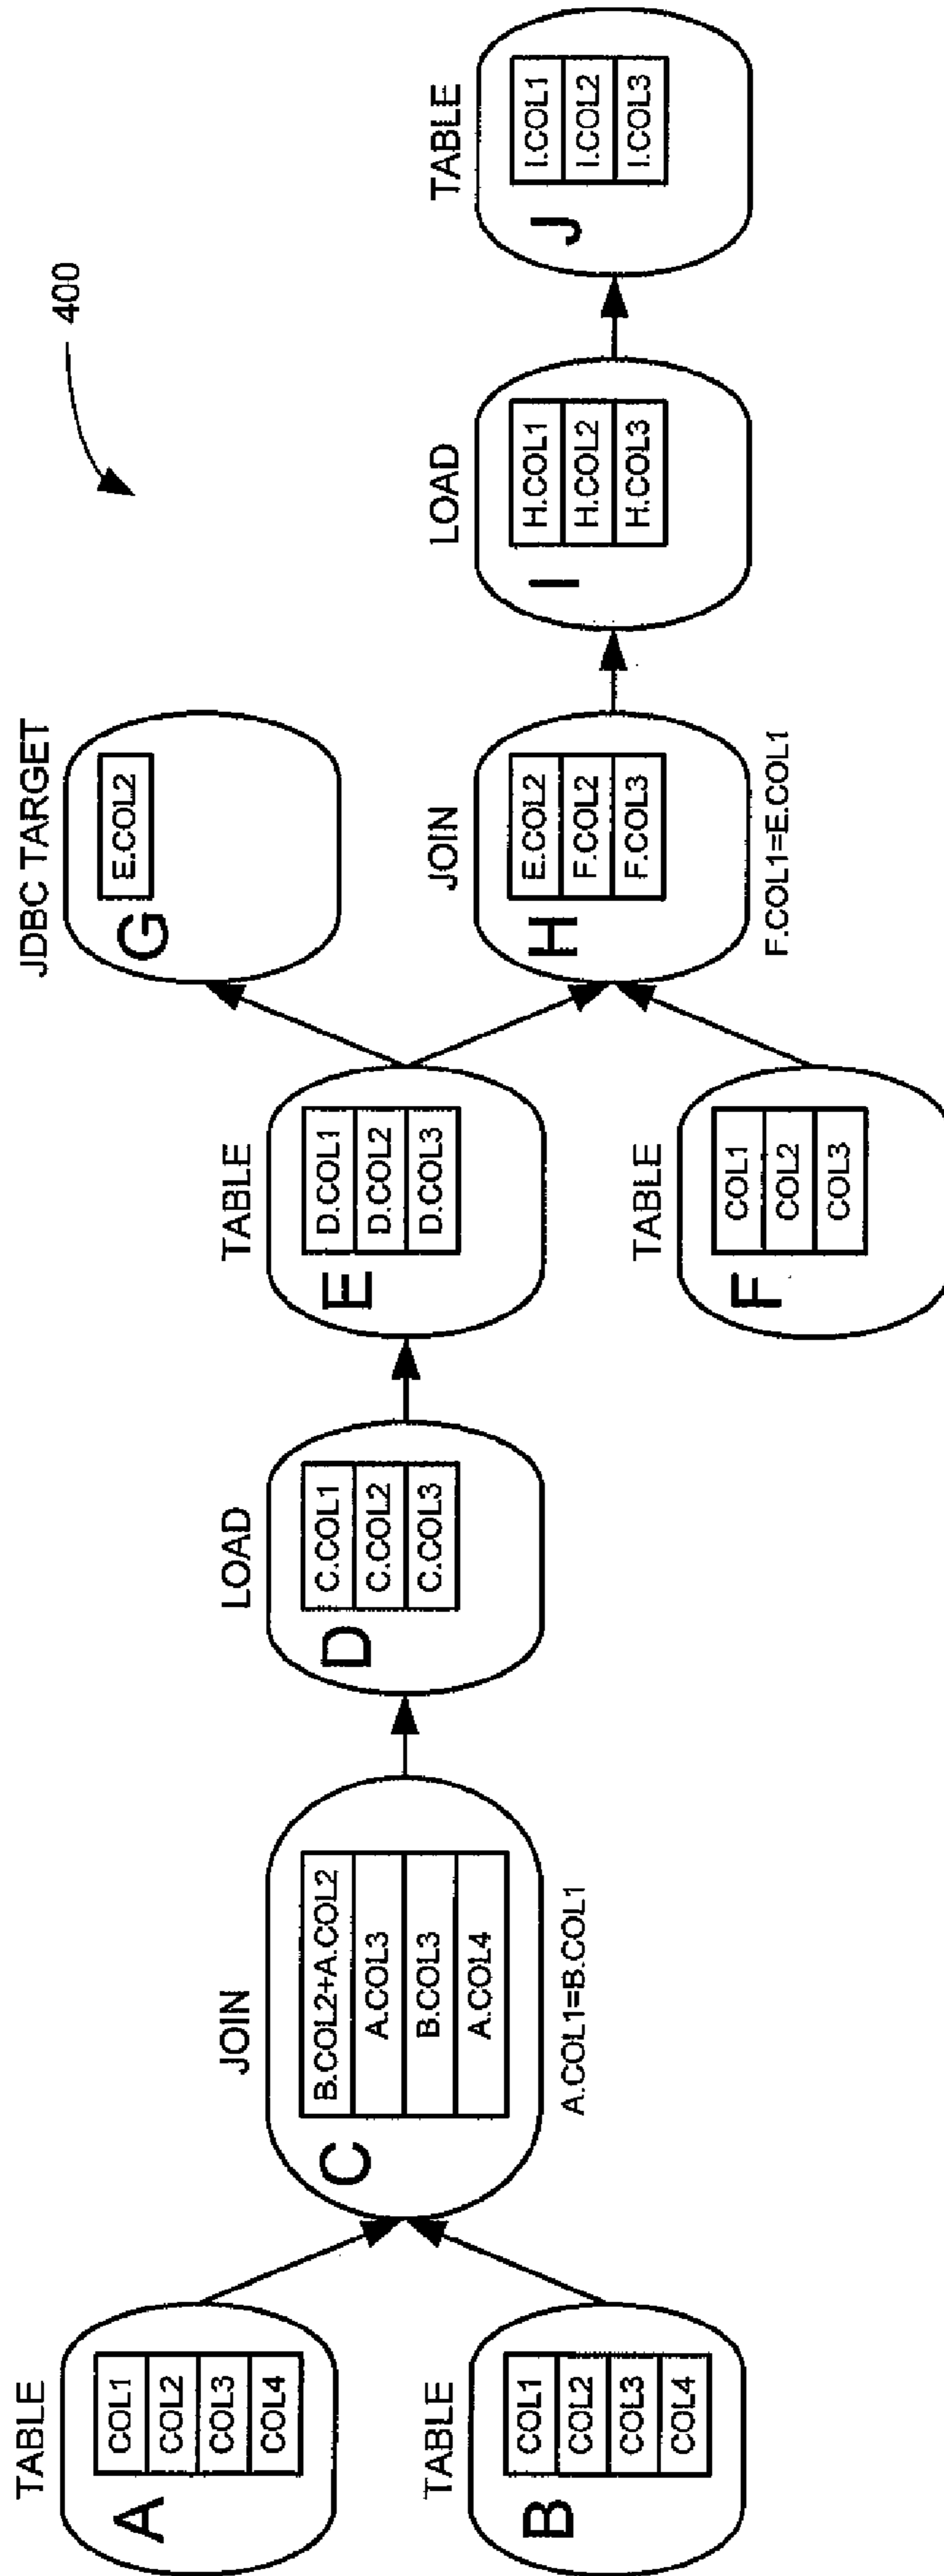 400
TABLE
A
COL1
COL2
COL3
COL4
TABLE
B
COL1
COL2
COL3
COL4
JOIN
C
B.COL2+A.COL2
A.COL3
B.COL3
A.COL4
A.COL1=B.COL1
LOAD
D
C.COL1
C.COL2
C.COL3
TABLE
E
D.COL1
D.COL2
D.COL3
TABLE
F
COL1
COL2
COL3
JDBC TARGET
G
E.COL2
JOIN
H
E.COL2
F.COL2
F.COL3
F.COL1=E.COL1
LOAD
I
H.COL1
H.COL2
H.COL3
TABLE
J
I.COL1
I.COL2
I.COL3